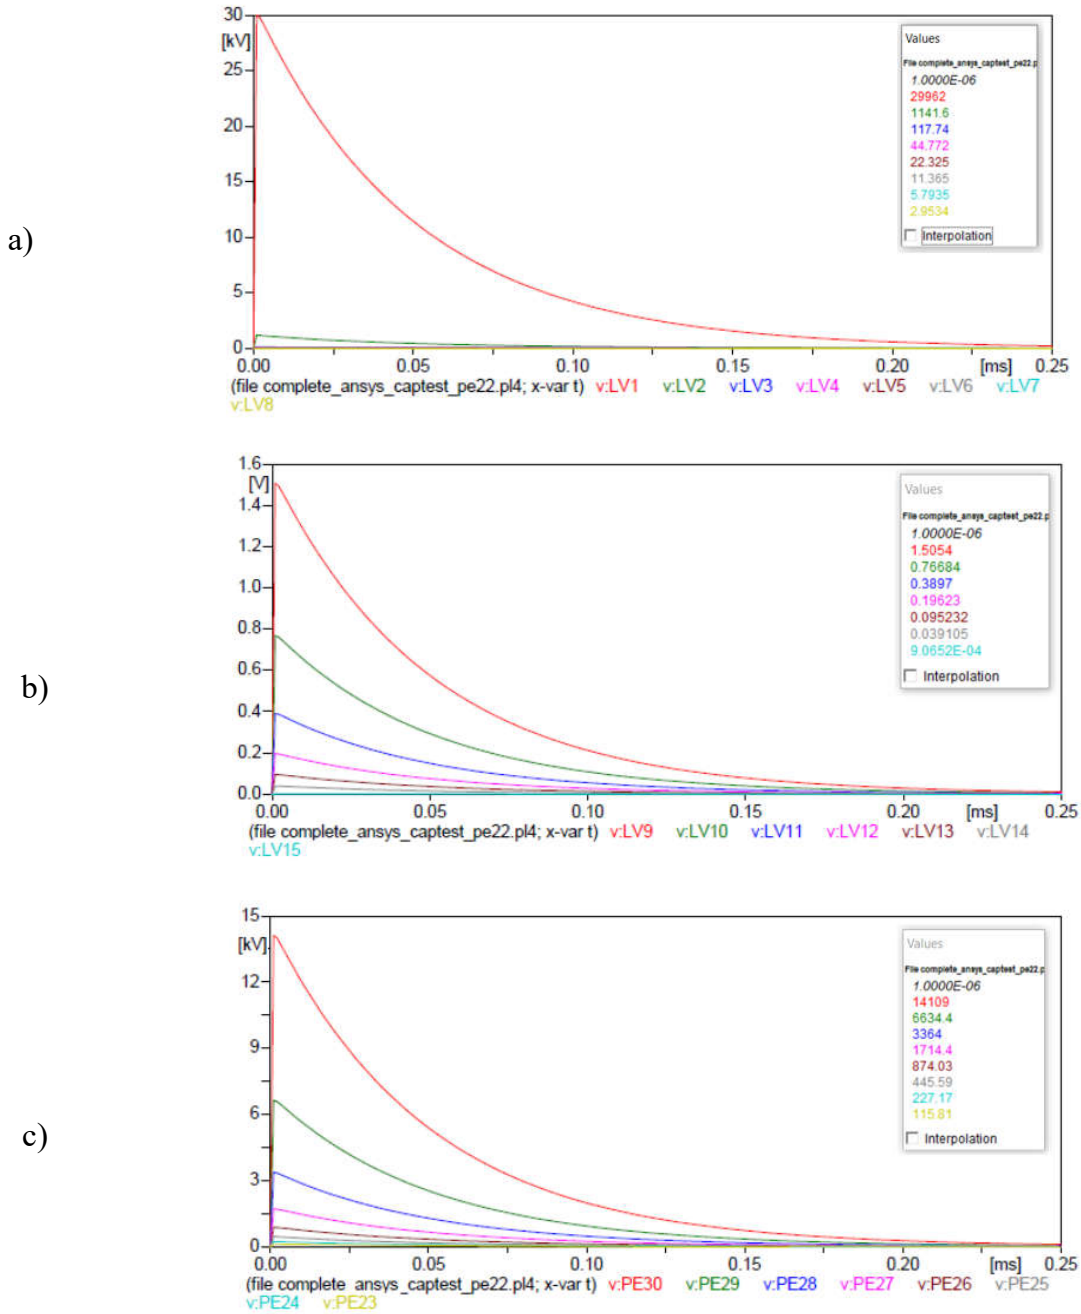 a)
30
[kV]
25
20
15
10
5
0
0.00 0.05 0.10 0.15 0.20 [ms] 0.25
(file complete_ansys_captest_pe22.pl4; x-var t) v:LV1 v:LV2 v:LV3 v:LV4 v:LV5 v:LV6 v:LV7
v:LV8
Values
File complete_ansys_captest_pe22.p
1.0000E-06
29962
1141.6
117.74
44.772
22.325
11.365
5.7935
2.9534
Interpolation
b)
1.6
[V]
1.4
1.2
1.0
0.8
0.6
0.4
0.2
0.0
0.00 0.05 0.10 0.15 0.20 [ms] 0.25
(file complete_ansys_captest_pe22.pl4; x-var t) v:LV9 v:LV10 v:LV11 v:LV12 v:LV13 v:LV14
v:LV15
Values
File complete_ansys_captest_pe22.p
1.0000E-06
1.5054
0.76684
0.3897
0.19623
0.095232
0.039105
9.0652E-04
Interpolation
c)
15
[kV]
12
9
6
3
0
0.00 0.05 0.10 0.15 0.20 [ms] 0.25
(file complete_ansys_captest_pe22.pl4; x-var t) v:PE30 v:PE29 v:PE28 v:PE27 v:PE26 v:PE25
v:PE24 v:PE23
Values
File complete_ansys_captest_pe22.p
1.0000E-06
14109
6634.4
3364
1714.4
874.03
445.59
227.17
115.81
Interpolation